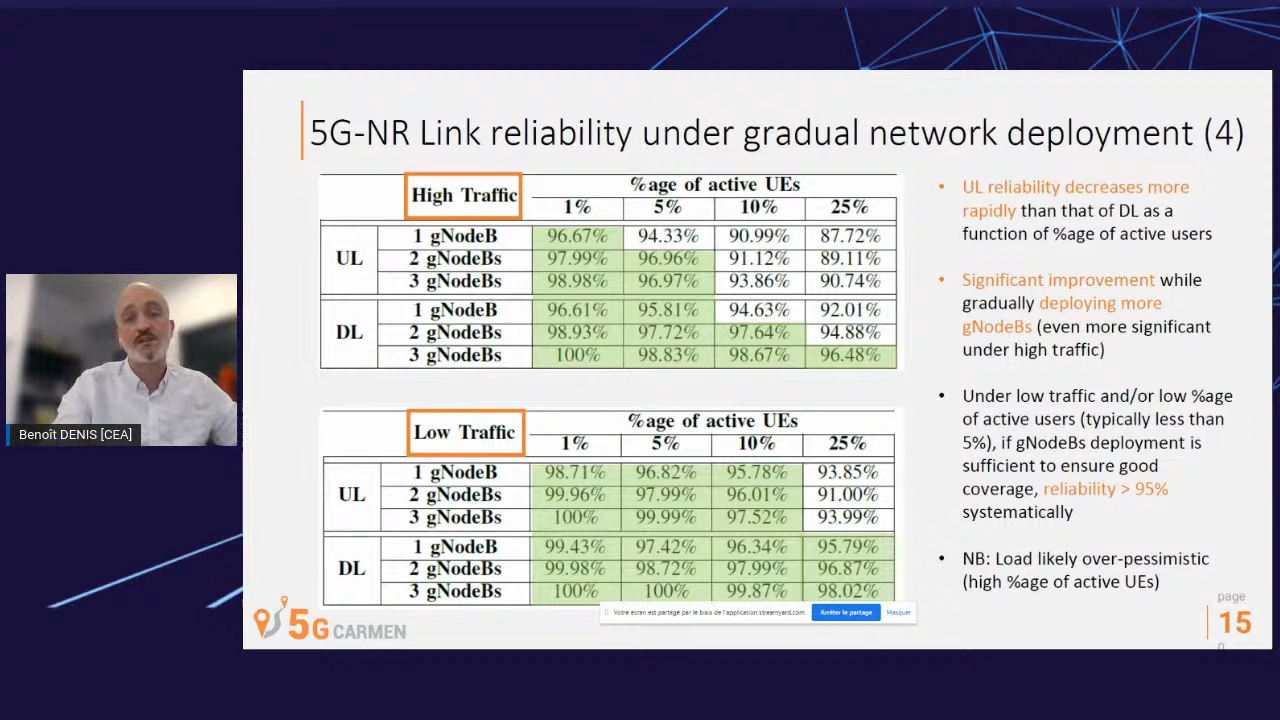 5G-NR Link reliability under gradual network deployment (4)
High Traffic %age of active UEs
1% 5% 10% 25%
UL 1 gNodeB 96.67% 94.33% 90.99% 87.72%
2 gNodeBs 97.99% 96.96% 91.12% 89.11%
3 gNodeBs 98.98% 96.97% 93.86% 90.74%
DL 1 gNodeB 96.61% 95.81% 94.63% 92.01%
2 gNodeBs 98.93% 97.72% 97.64% 94.88%
3 gNodeBs 100% 98.83% 98.67% 96.48%
Low Traffic %age of active UEs
1% 5% 10% 25%
UL 1 gNodeB 98.71% 96.82% 95.78% 93.85%
2 gNodeBs 99.96% 97.99% 96.01% 91.00%
3 gNodeBs 100% 99.99% 97.52% 93.99%
DL 1 gNodeB 99.43% 97.42% 96.34% 95.79%
2 gNodeBs 99.98% 98.72% 97.99% 96.87%
3 gNodeBs 100% 100% 99.87% 98.02%
• UL reliability decreases more
rapidly than that of DL as a
function of %age of active users
• Significant improvement while
gradually deploying more
gNodeBs (even more significant
under high traffic)
• Under low traffic and/or low %age
of active users (typically less than
5%), if gNodeBs deployment is
sufficient to ensure good
coverage, reliability > 95%
systematically
• NB: Load likely over-pessimistic
(high %age of active UEs)
Benoît DENIS [CEA]
Votre écran est partagé par le biais de l'application streamyard.com. Arrêter le partage Masquer
5G CARMEN
page
15